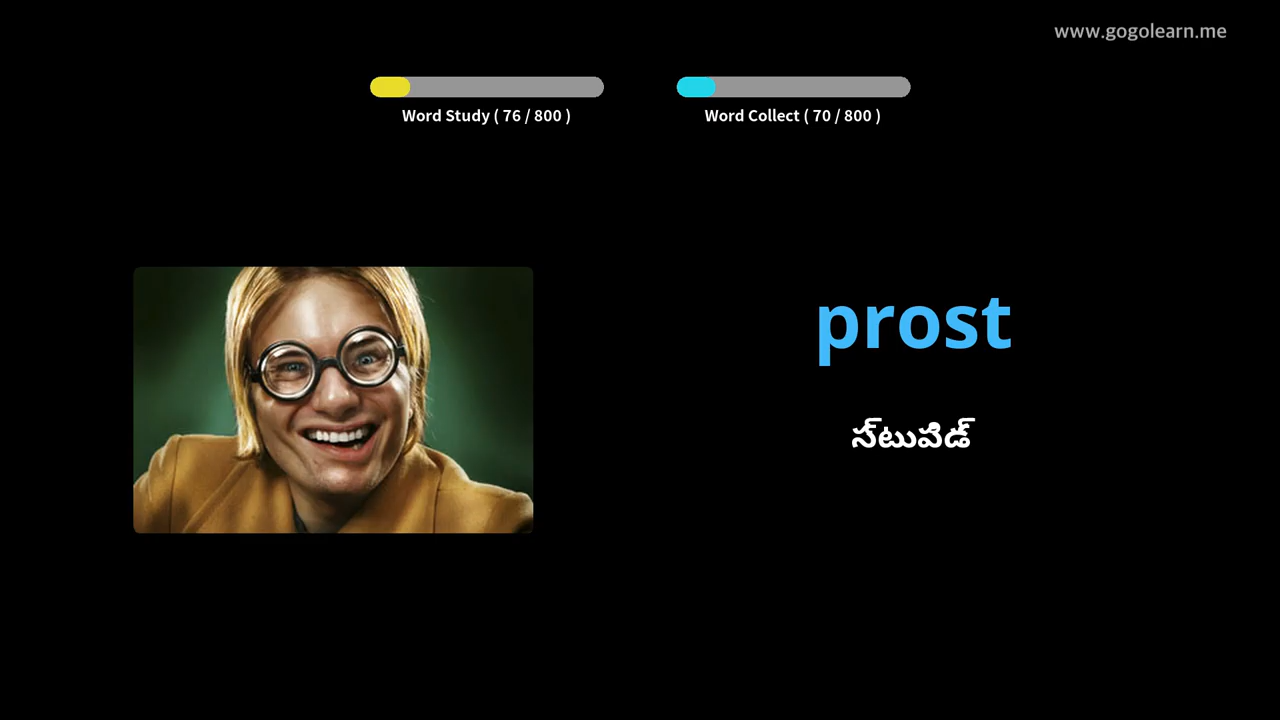 www.gogolearn.me
Word Study ( 76 / 800 )
Word Collect ( 70 / 800 )
prost
స్‌టుపిడ్